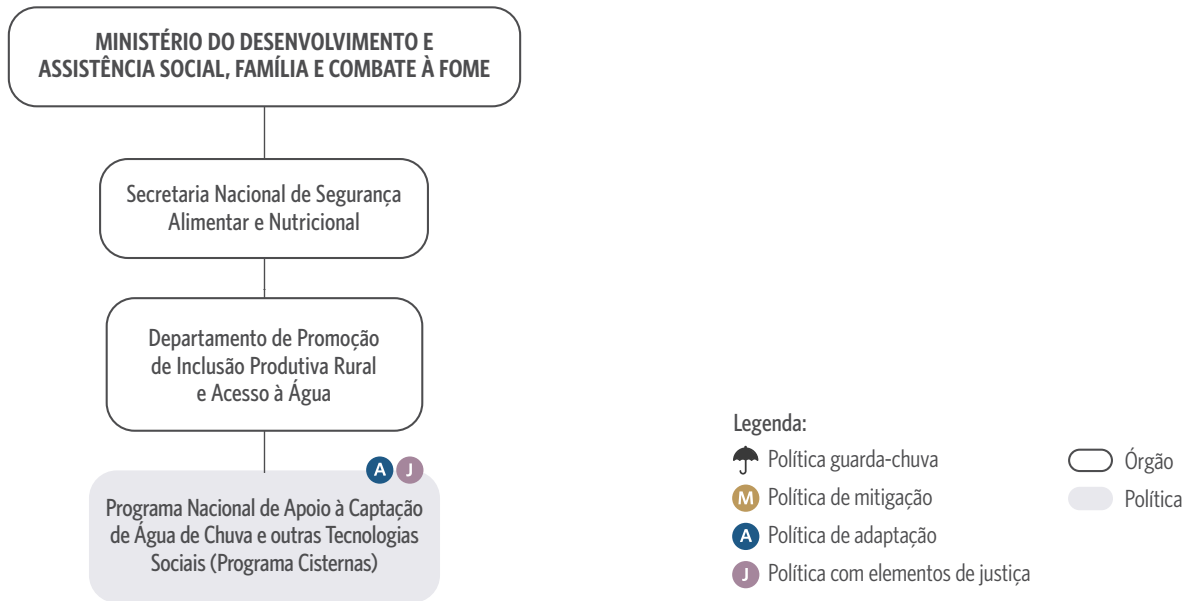 MINISTÉRIO DO DESENVOLVIMENTO E
ASSISTÊNCIA SOCIAL, FAMÍLIA E COMBATE À FOME
Secretaria Nacional de Segurança
Alimentar e Nutricional
Departamento de Promoção
de Inclusão Produtiva Rural
e Acesso à Água
A J
Programa Nacional de Apoio à Captação
de Água de Chuva e outras Tecnologias
Sociais (Programa Cisternas)
Legenda:
Política guarda-chuva
M Política de mitigação
A Política de adaptação
J Política com elementos de justiça
Órgão
Política